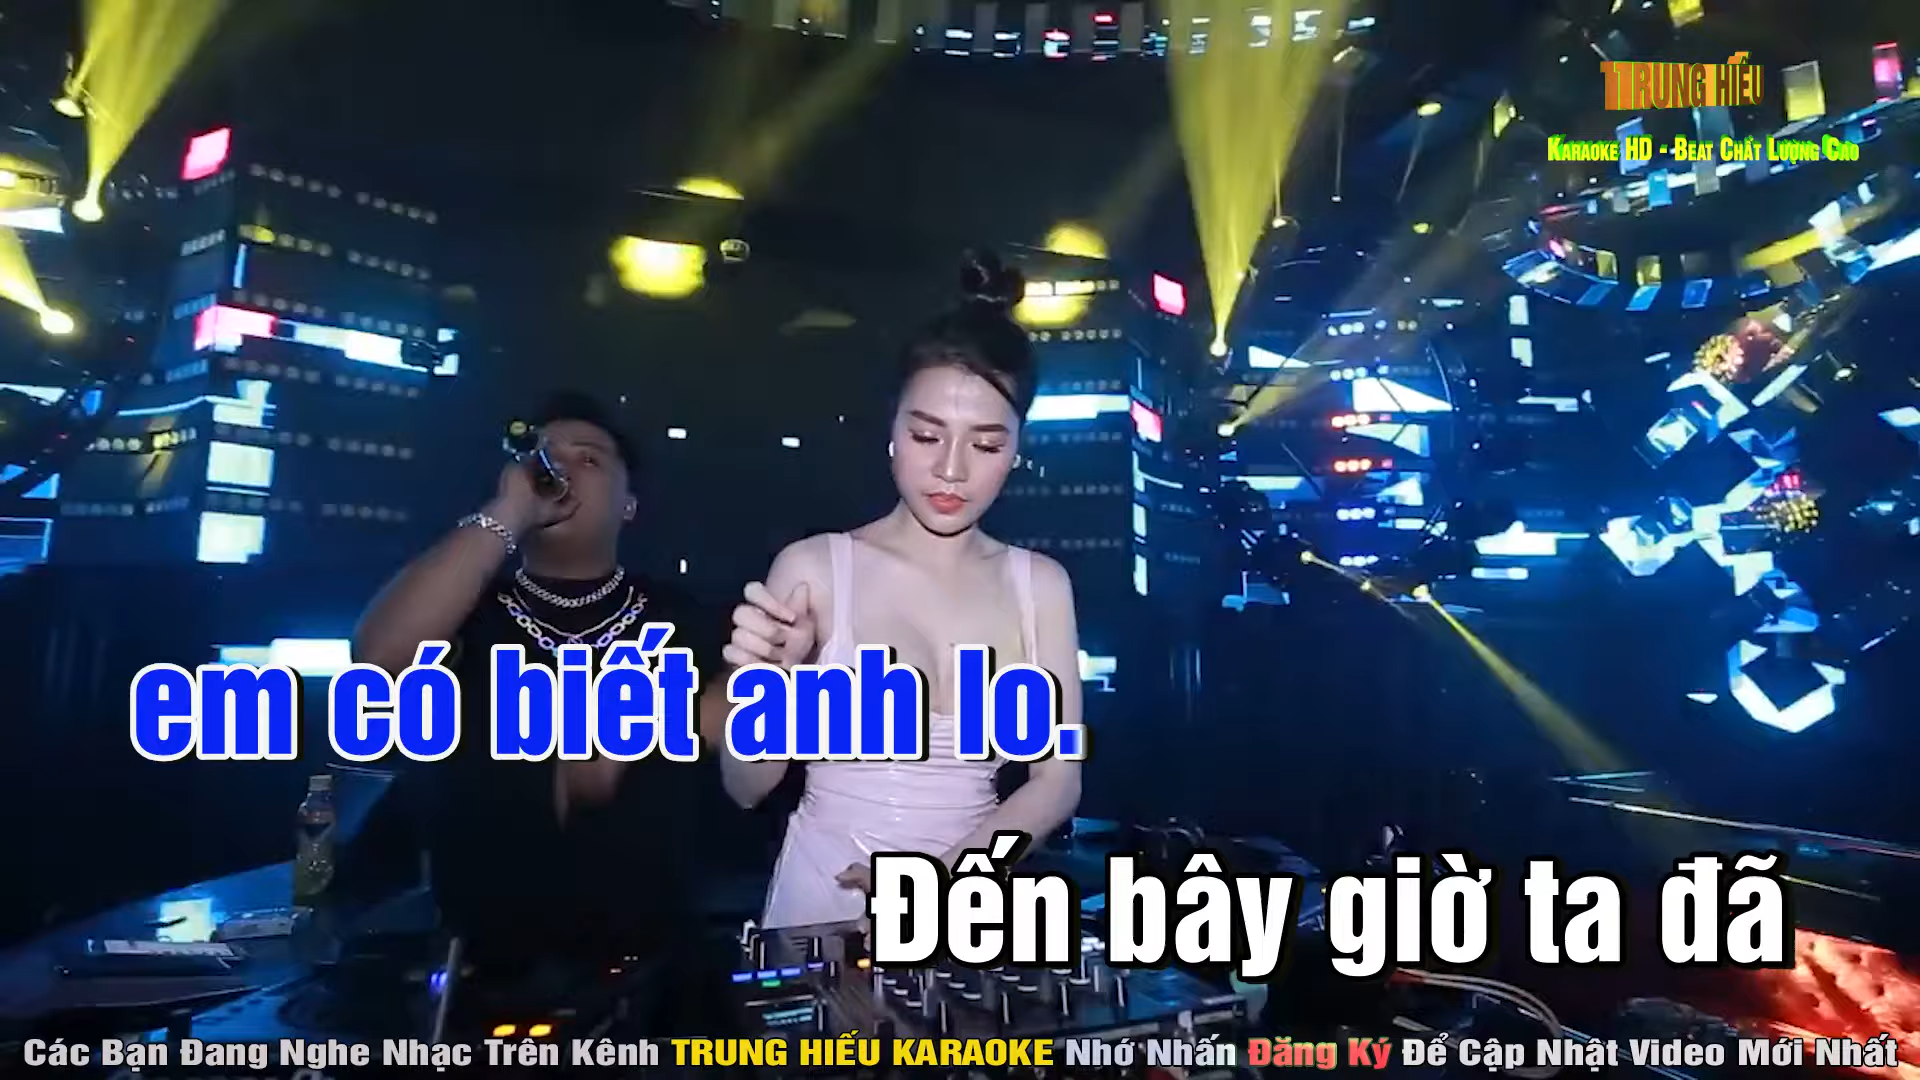 TRUNG HIẾU
KARAOKE HD - BEAT CHẤT LƯỢNG CAO
em có biết anh lo.
Đến bây giờ ta đã
Các Bạn Đang Nghe Nhạc Trên Kênh TRUNG HIẾU KARAOKE Nhớ Nhấn Đăng Ký Để Cập Nhật Video Mới Nhất